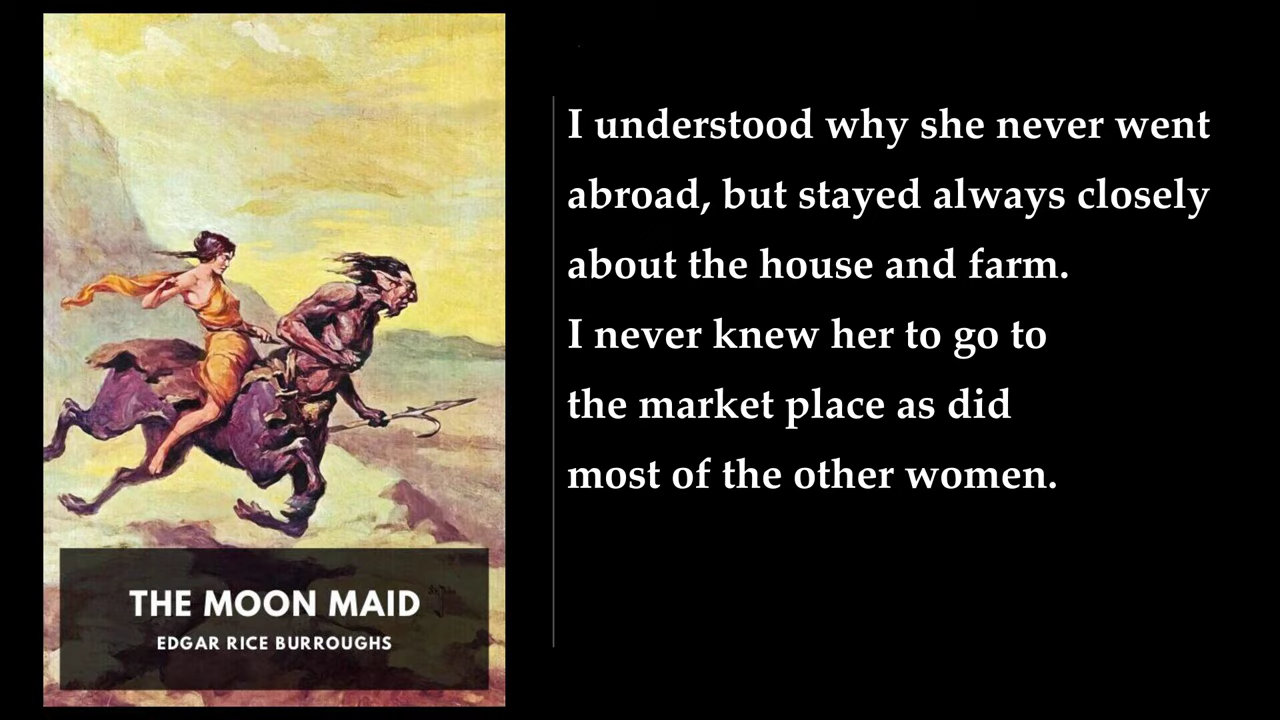 THE MOON MAID
EDGAR RICE BURROUGHS
I understood why she never went
abroad, but stayed always closely
about the house and farm.
I never knew her to go to
the market place as did
most of the other women.